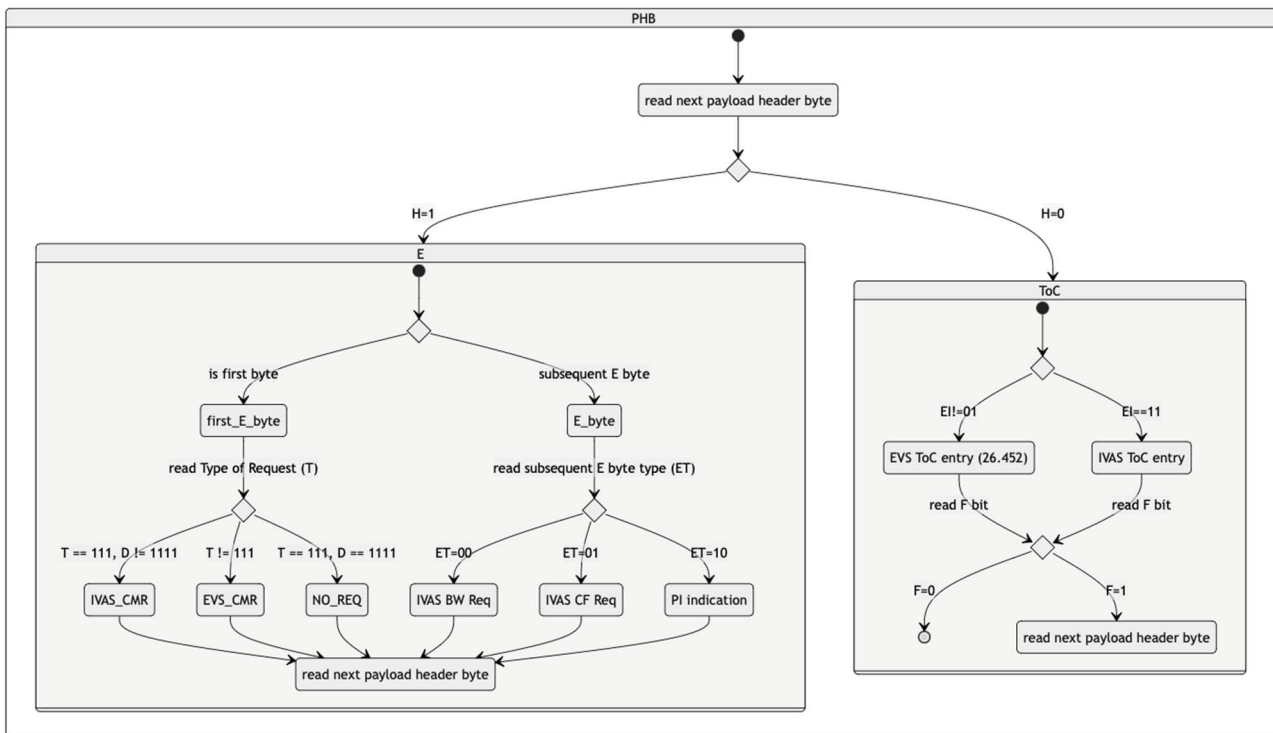 PHB
read next payload header byte
H=1
H=0
E
ToC
is first byte
subsequent E byte
first_E_byte
E_byte
read Type of Request (T)
read subsequent E byte type (ET)
T == 111, D != 1111
T != 111
T == 111, D == 1111
ET=00
ET=01
ET=10
IVAS_CMR
EVS_CMR
NO_REQ
IVAS BW Req
IVAS CF Req
PI indication
read next payload header byte
EI!=01
EI==11
EVS ToC entry (26.452)
IVAS ToC entry
read F bit
read F bit
F=0
F=1
read next payload header byte